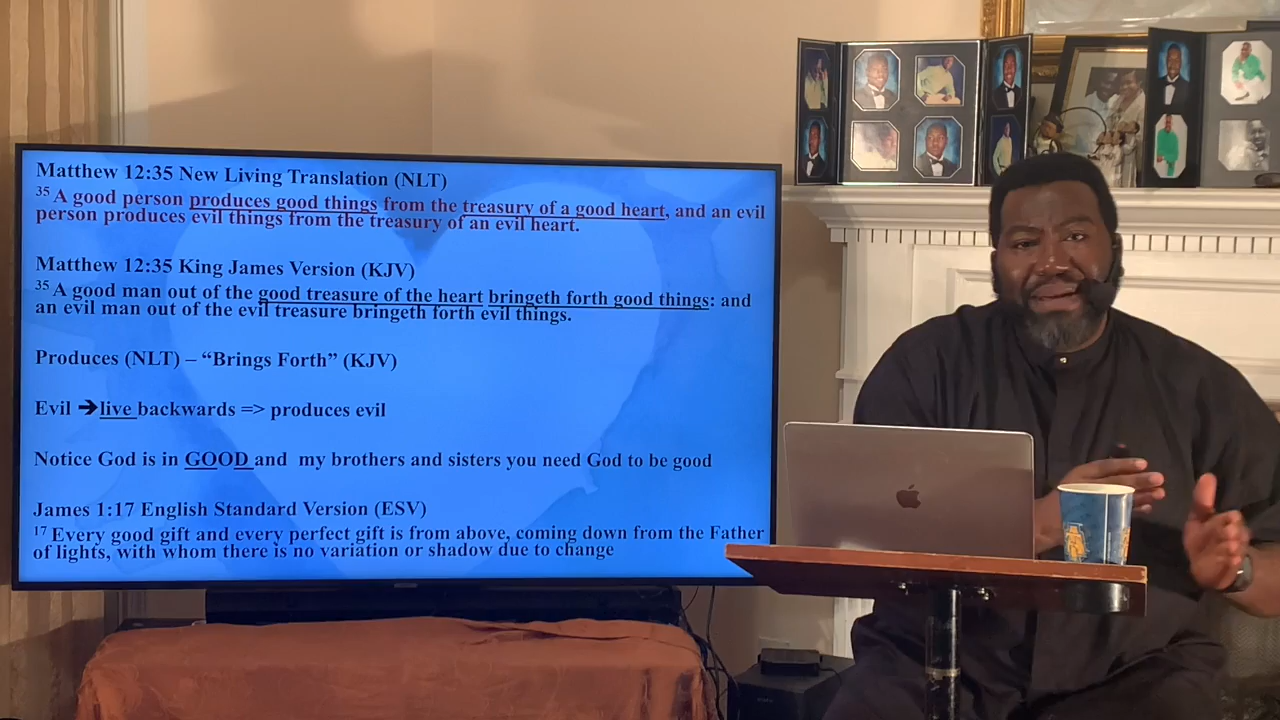 Matthew 12:35 New Living Translation (NLT)
35 A good person produces good things from the treasury of a good heart, and an evil
person produces evil things from the treasury of an evil heart.
Matthew 12:35 King James Version (KJV)
35 A good man out of the good treasure of the heart bringeth forth good things: and
an evil man out of the evil treasure bringeth forth evil things.
Produces (NLT) – “Brings Forth” (KJV)
Evil ➔live backwards => produces evil
Notice God is in GOOD and my brothers and sisters you need God to be good
James 1:17 English Standard Version (ESV)
17 Every good gift and every perfect gift is from above, coming down from the Father
of lights, with whom there is no variation or shadow due to change